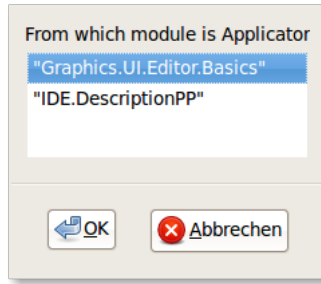 From which module is Applicator
"Graphics.UI.Editor.Basics"
"IDE.DescriptionPP"
OK Abbrechen